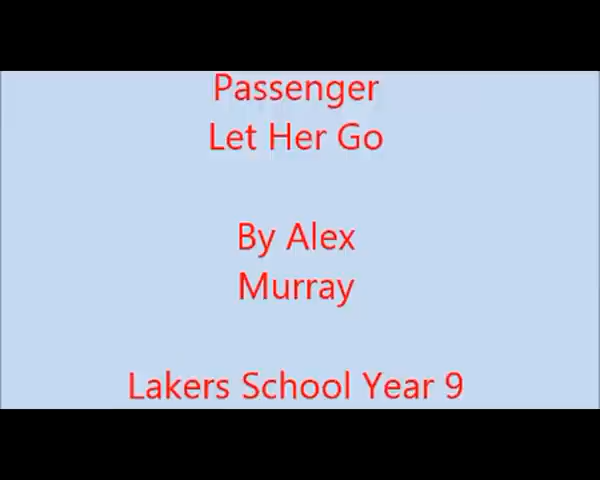 Passenger
Let Her Go
By Alex
Murray
Lakers School Year 9